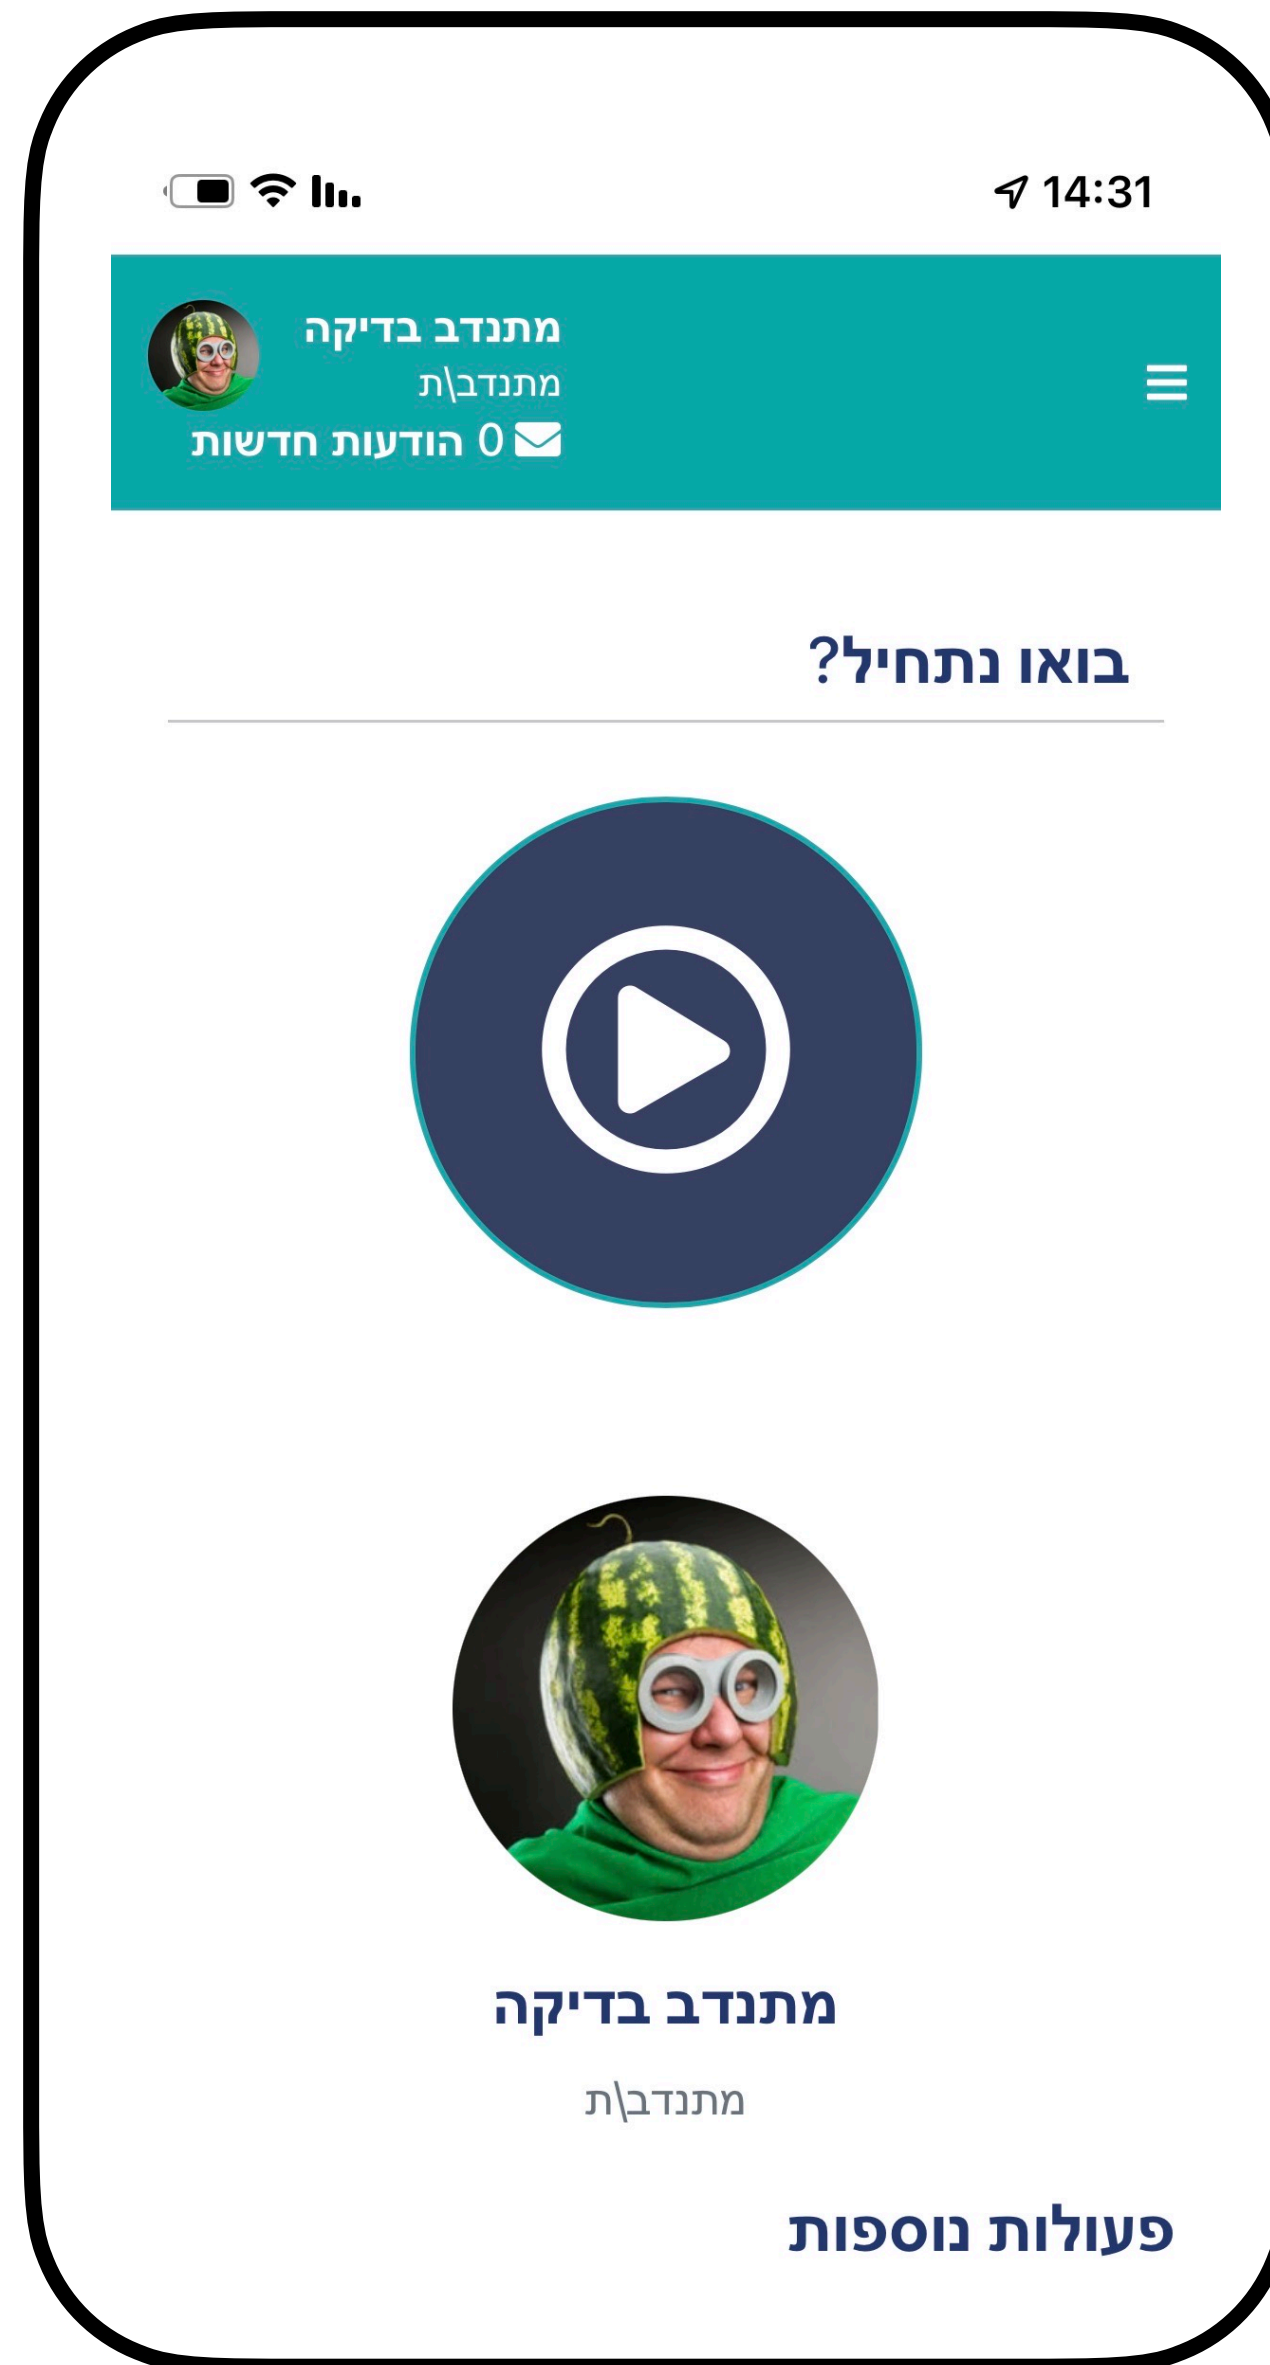 14:31
מתנדב בדיקה
מתנדב\ת
0 הודעות חדשות
בואו נתחיל?
מתנדב בדיקה
מתנדב\ת
פעולות נוספות